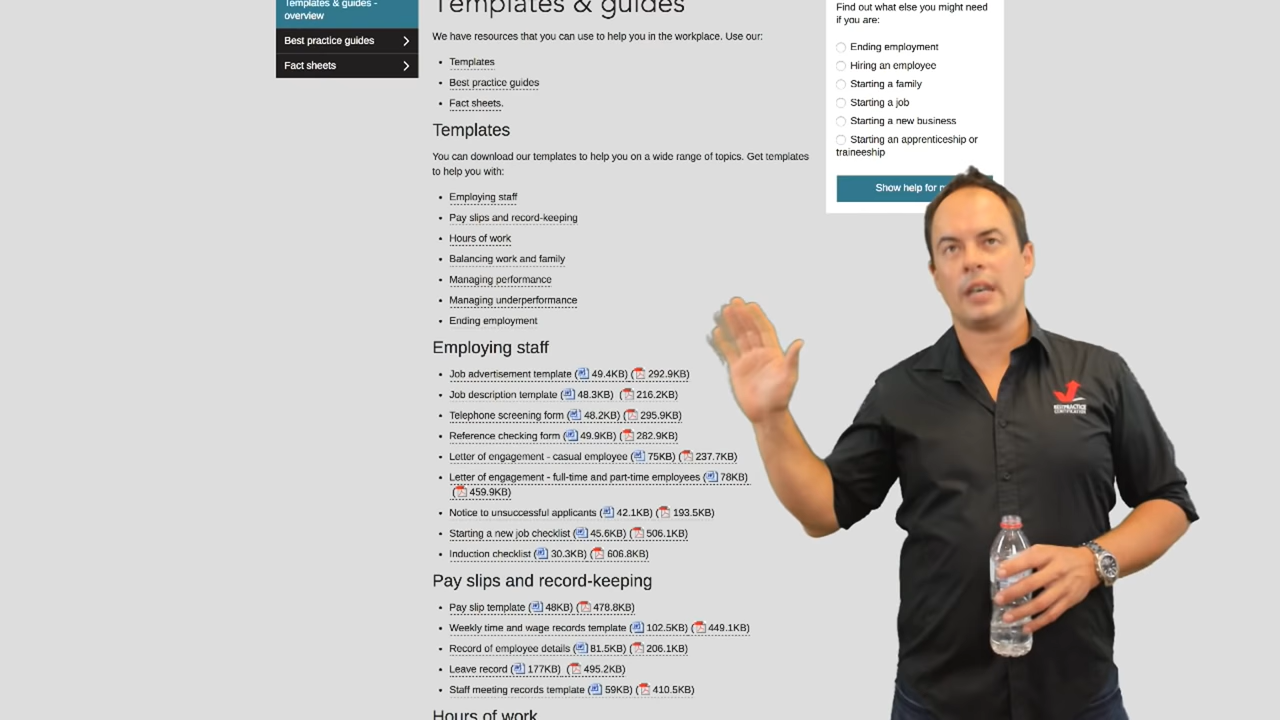 Templates & guides -
overview
Best practice guides
Fact sheets
Templates & guides
We have resources that you can use to help you in the workplace. Use our:
Templates
Best practice guides
Fact sheets.
Templates
You can download our templates to help you on a wide range of topics. Get templates
to help you with:
Employing staff
Pay slips and record-keeping
Hours of work
Balancing work and family
Managing performance
Managing underperformance
Ending employment
Employing staff
Job advertisement template (49.4KB) (292.9KB)
Job description template (48.3KB) (216.2KB)
Telephone screening form (48.2KB) (295.9KB)
Reference checking form (49.9KB) (282.9KB)
Letter of engagement - casual employee (75KB) (237.7KB)
Letter of engagement - full-time and part-time employees (78KB)
(459.9KB)
Notice to unsuccessful applicants (42.1KB) (193.5KB)
Starting a new job checklist (45.6KB) (506.1KB)
Induction checklist (30.3KB) (606.8KB)
Pay slips and record-keeping
Pay slip template (48KB) (478.8KB)
Weekly time and wage records template (102.5KB) (449.1KB)
Record of employee details (81.5KB) (206.1KB)
Leave record (177KB) (495.2KB)
Staff meeting records template (59KB) (410.5KB)
Hours of work
Find out what else you might need
if you are:
Ending employment
Hiring an employee
Starting a family
Starting a job
Starting a new business
Starting an apprenticeship or
traineeship
Show help for
BESTPRACTICE
CERTIFICATION